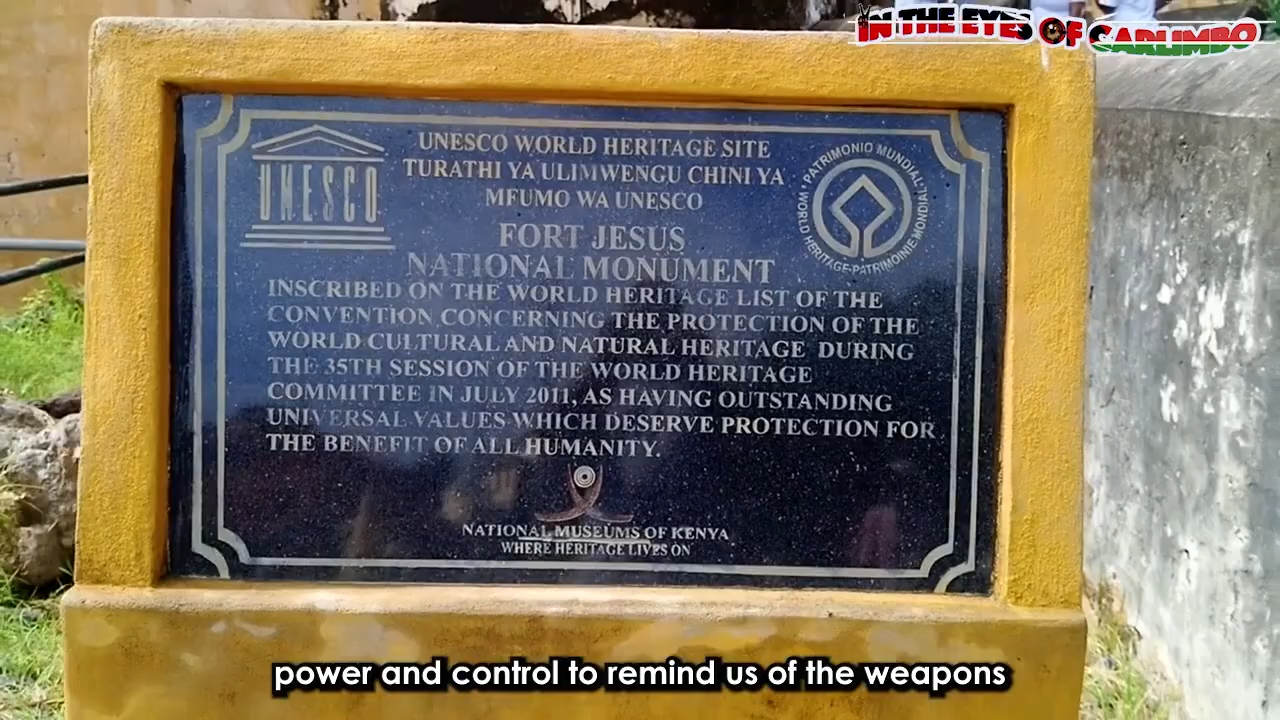 IN THE EYES OF CARLIMBO
UNESCO
UNESCO WORLD HERITAGE SITE
TURATHI YA ULIMWENGU CHINI YA
MFUMO WA UNESCO
PATRIMONIO MUNDIAL • WORLD HERITAGE • PATRIMOINE MONDIAL
FORT JESUS
NATIONAL MONUMENT
INSCRIBED ON THE WORLD HERITAGE LIST OF THE
CONVENTION CONCERNING THE PROTECTION OF THE
WORLD CULTURAL AND NATURAL HERITAGE DURING
THE 35TH SESSION OF THE WORLD HERITAGE
COMMITTEE IN JULY 2011, AS HAVING OUTSTANDING
UNIVERSAL VALUES WHICH DESERVE PROTECTION FOR
THE BENEFIT OF ALL HUMANITY.
NATIONAL MUSEUMS OF KENYA
WHERE HERITAGE LIVES ON
power and control to remind us of the weapons